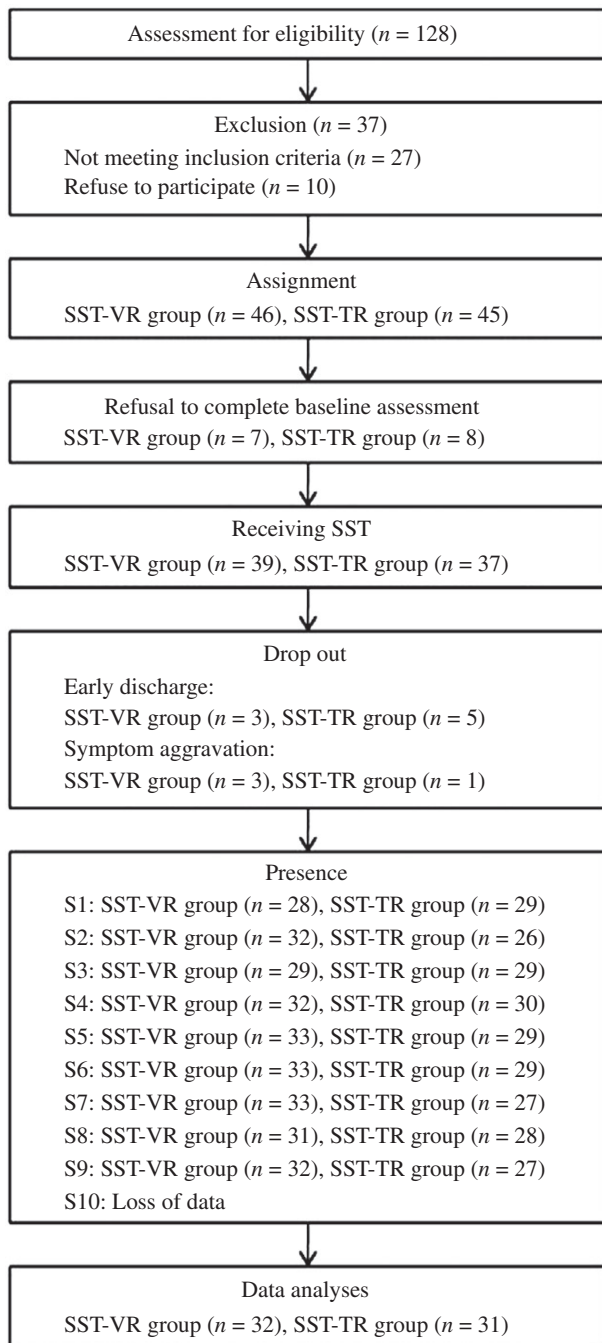 Assessment for eligibility (n = 128)
Exclusion (n = 37)
Not meeting inclusion criteria (n = 27)
Refuse to participate (n = 10)
Assignment
SST-VR group (n = 46), SST-TR group (n = 45)
Refusal to complete baseline assessment
SST-VR group (n = 7), SST-TR group (n = 8)
Receiving SST
SST-VR group (n = 39), SST-TR group (n = 37)
Drop out
Early discharge:
SST-VR group (n = 3), SST-TR group (n = 5)
Symptom aggravation:
SST-VR group (n = 3), SST-TR group (n = 1)
Presence
S1: SST-VR group (n = 28), SST-TR group (n = 29)
S2: SST-VR group (n = 32), SST-TR group (n = 26)
S3: SST-VR group (n = 29), SST-TR group (n = 29)
S4: SST-VR group (n = 32), SST-TR group (n = 30)
S5: SST-VR group (n = 33), SST-TR group (n = 29)
S6: SST-VR group (n = 33), SST-TR group (n = 29)
S7: SST-VR group (n = 33), SST-TR group (n = 27)
S8: SST-VR group (n = 31), SST-TR group (n = 28)
S9: SST-VR group (n = 32), SST-TR group (n = 27)
S10: Loss of data
Data analyses
SST-VR group (n = 32), SST-TR group (n = 31)